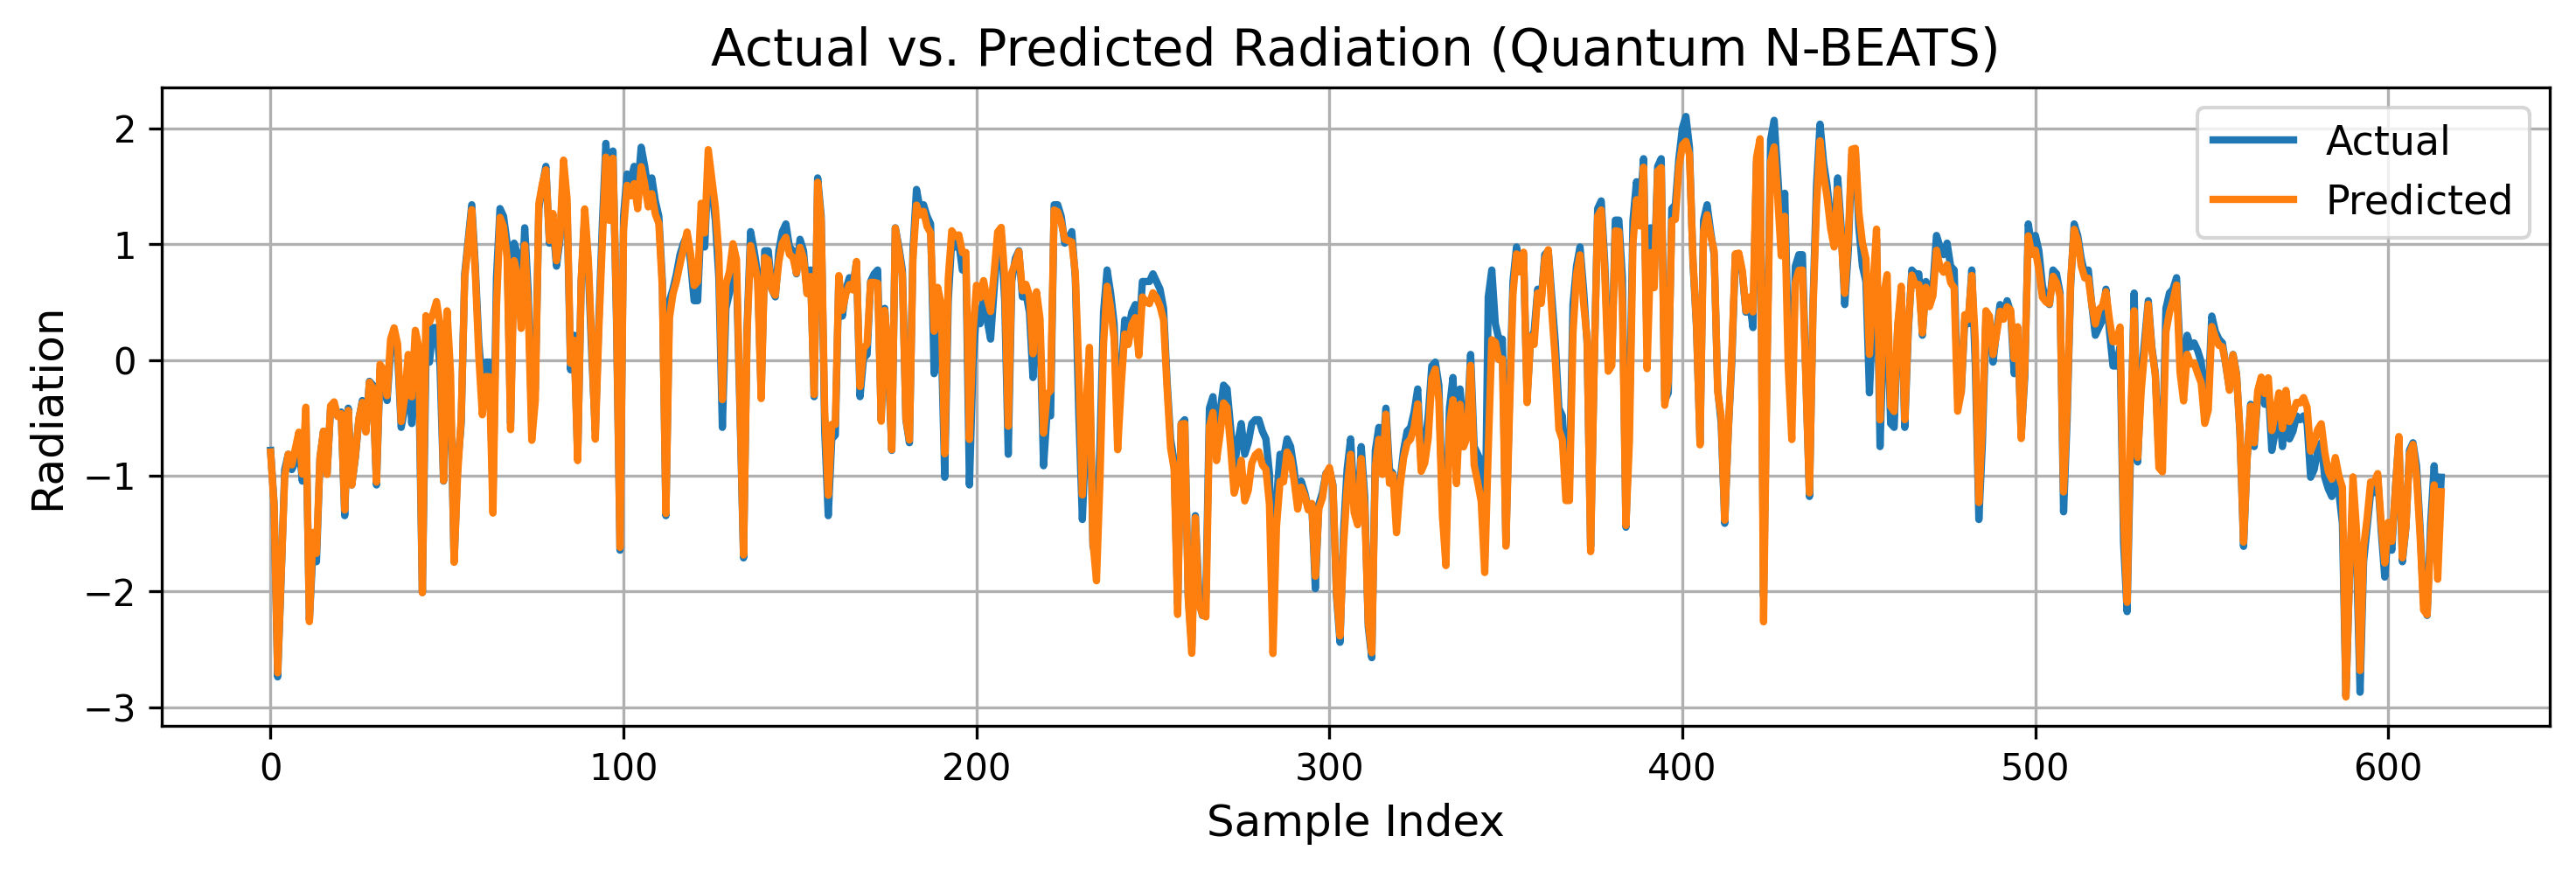 Actual vs. Predicted Radiation (Quantum N-BEATS)
Actual
Predicted
Radiation
2
1
0
−1
−2
−3
0 100 200 300 400 500 600
Sample Index